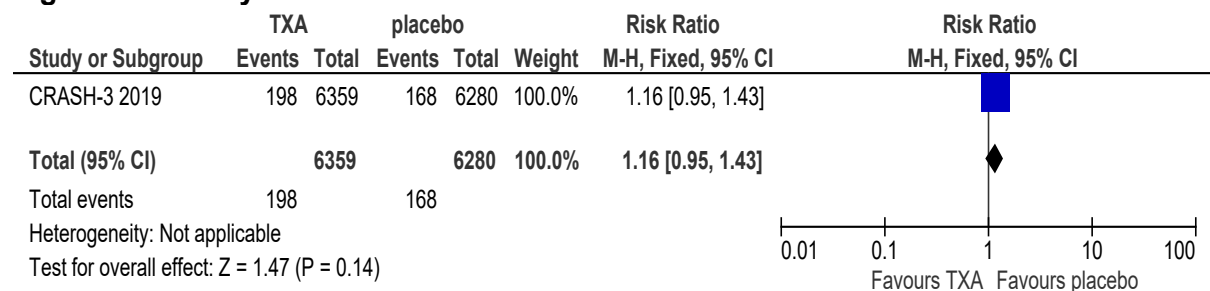 TXA placebo Risk Ratio Risk Ratio
Study or Subgroup Events Total Events Total Weight M-H, Fixed, 95% CI M-H, Fixed, 95% CI
CRASH-3 2019 198 6359 168 6280 100.0% 1.16 [0.95, 1.43]
Total (95% CI) 6359 6280 100.0% 1.16 [0.95, 1.43]
Total events 198 168
Heterogeneity: Not applicable
Test for overall effect: Z = 1.47 (P = 0.14)
0.01 0.1 1 10 100
Favours TXA Favours placebo